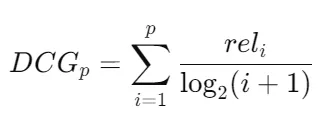 DCG_p = \sum_{i=1}^{p} \frac{rel_i}{\log_2(i+1)}